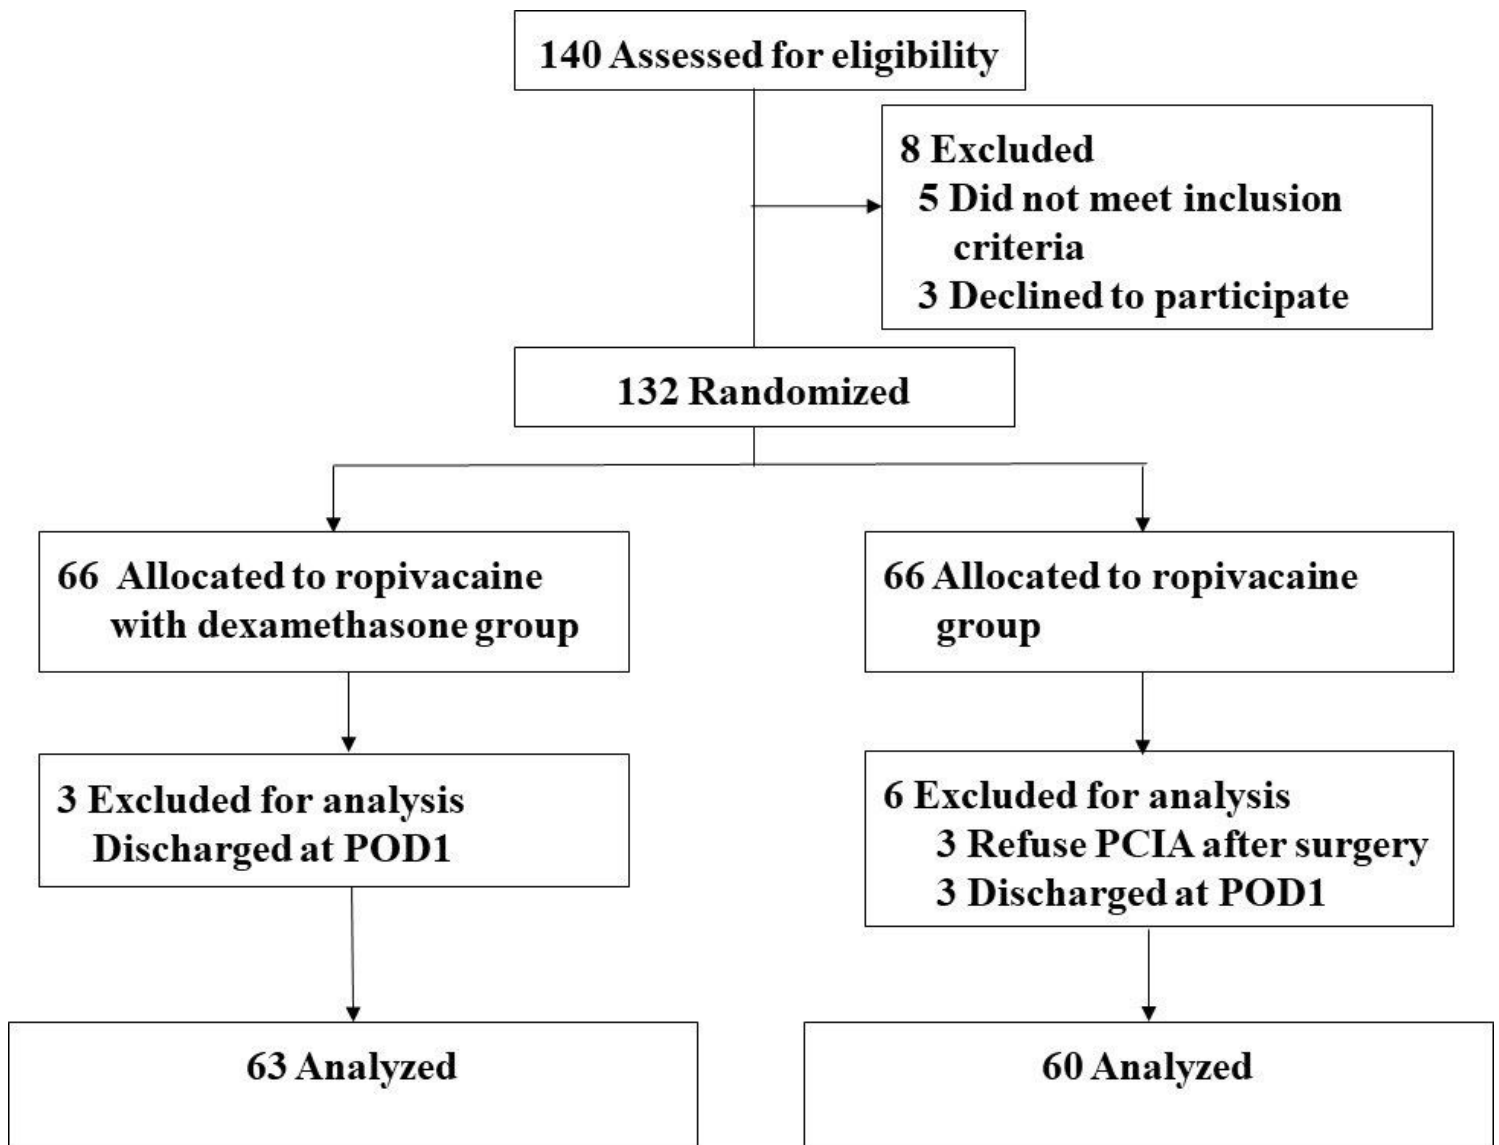 140 Assessed for eligibility
8 Excluded
5 Did not meet inclusion
criteria
3 Declined to participate
132 Randomized
66 Allocated to ropivacaine
with dexamethasone group
66 Allocated to ropivacaine
group
3 Excluded for analysis
Discharged at POD1
6 Excluded for analysis
3 Refuse PCIA after surgery
3 Discharged at POD1
63 Analyzed
60 Analyzed